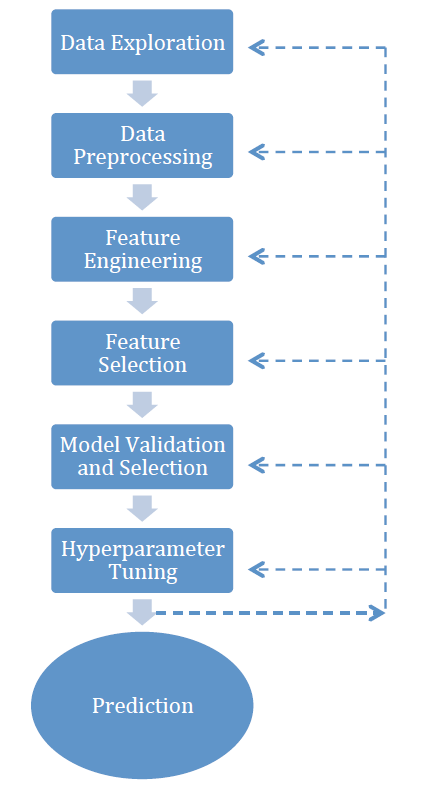 Data Exploration
Data
Preprocessing
Feature
Engineering
Feature
Selection
Model Validation
and Selection
Hyperparameter
Tuning
Prediction